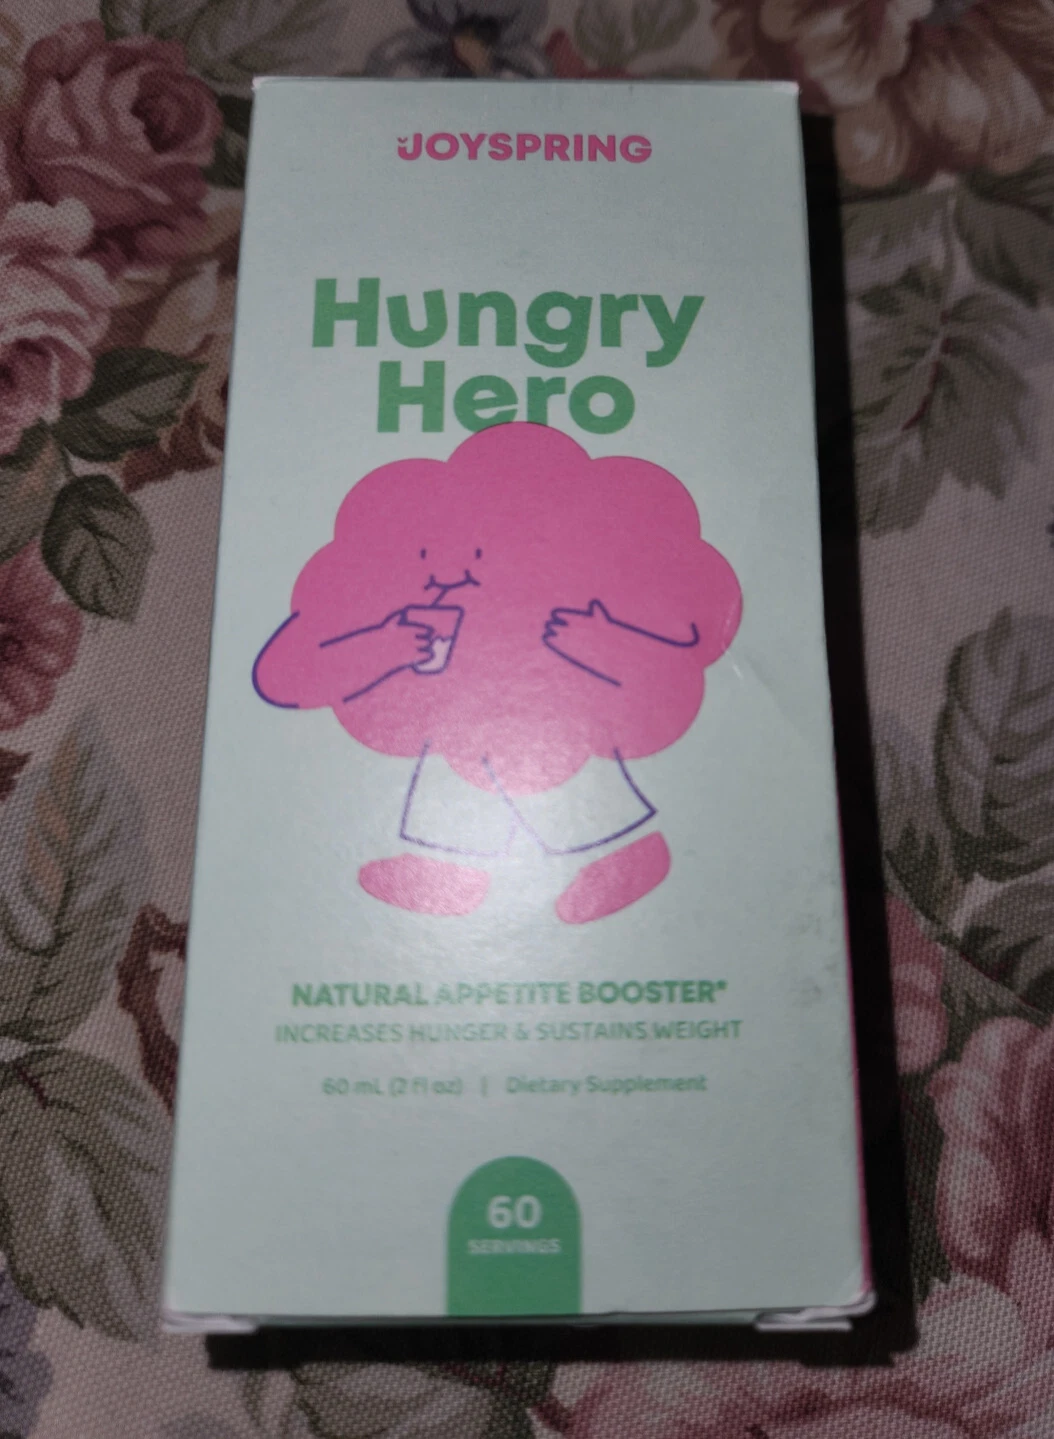 JOYSPRING
Hungry
Hero
NATURAL APPETITE BOOSTER*
INCREASES HUNGER & SUSTAINS WEIGHT
60 mL (2 fl oz) | Dietary Supplement
60
SERVINGS